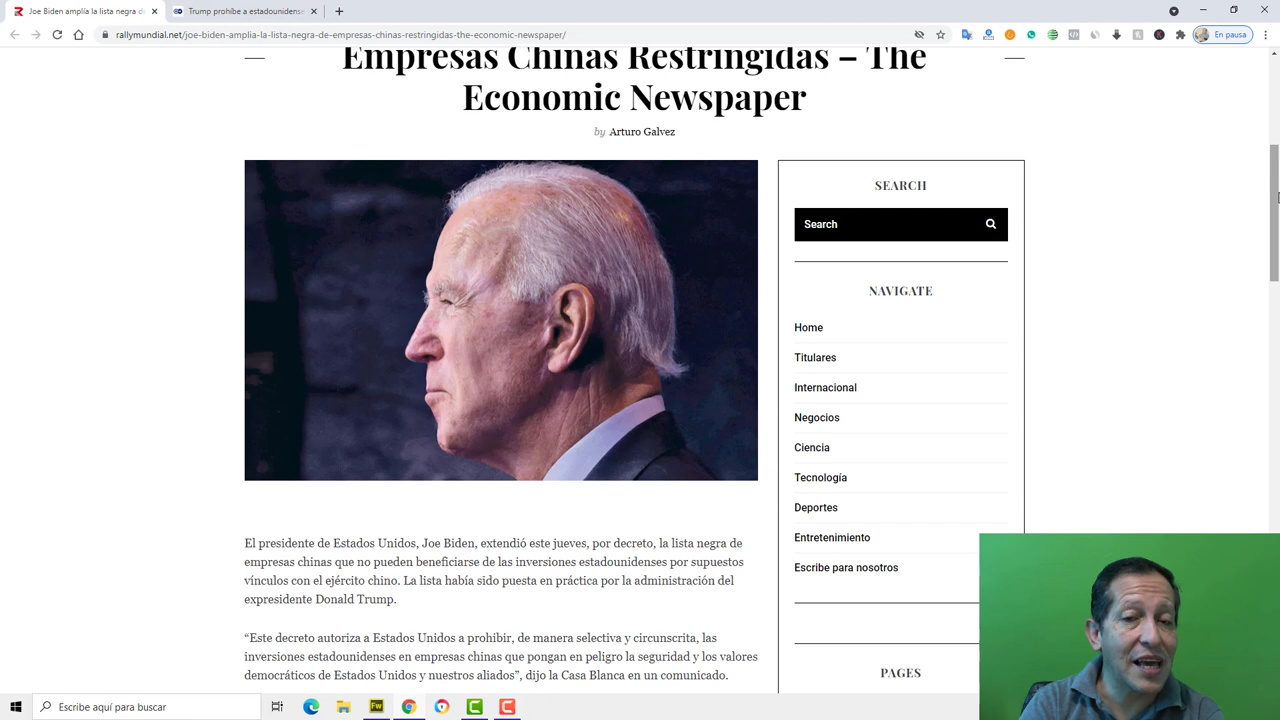 Joe Biden amplía la lista negra de
Trump prohíbe a estadounidenses
rallymundial.net/joe-biden-amplia-la-lista-negra-de-empresas-chinas-restringidas-the-economic-newspaper/
En pausa
Empresas Chinas Restringidas – The
Economic Newspaper
by Arturo Galvez
SEARCH
Search
NAVIGATE
Home
Titulares
Internacional
Negocios
Ciencia
Tecnología
Deportes
Entretenimiento
Escribe para nosotros
PAGES
El presidente de Estados Unidos, Joe Biden, extendió este jueves, por decreto, la lista negra de
empresas chinas que no pueden beneficiarse de las inversiones estadounidenses por supuestos
vínculos con el ejército chino. La lista había sido puesta en práctica por la administración del
expresidente Donald Trump.
“Este decreto autoriza a Estados Unidos a prohibir, de manera selectiva y circunscrita, las
inversiones estadounidenses en empresas chinas que pongan en peligro la seguridad y los valores
democráticos de Estados Unidos y nuestros aliados”, dijo la Casa Blanca en un comunicado.
Escribe aquí para buscar
Fw